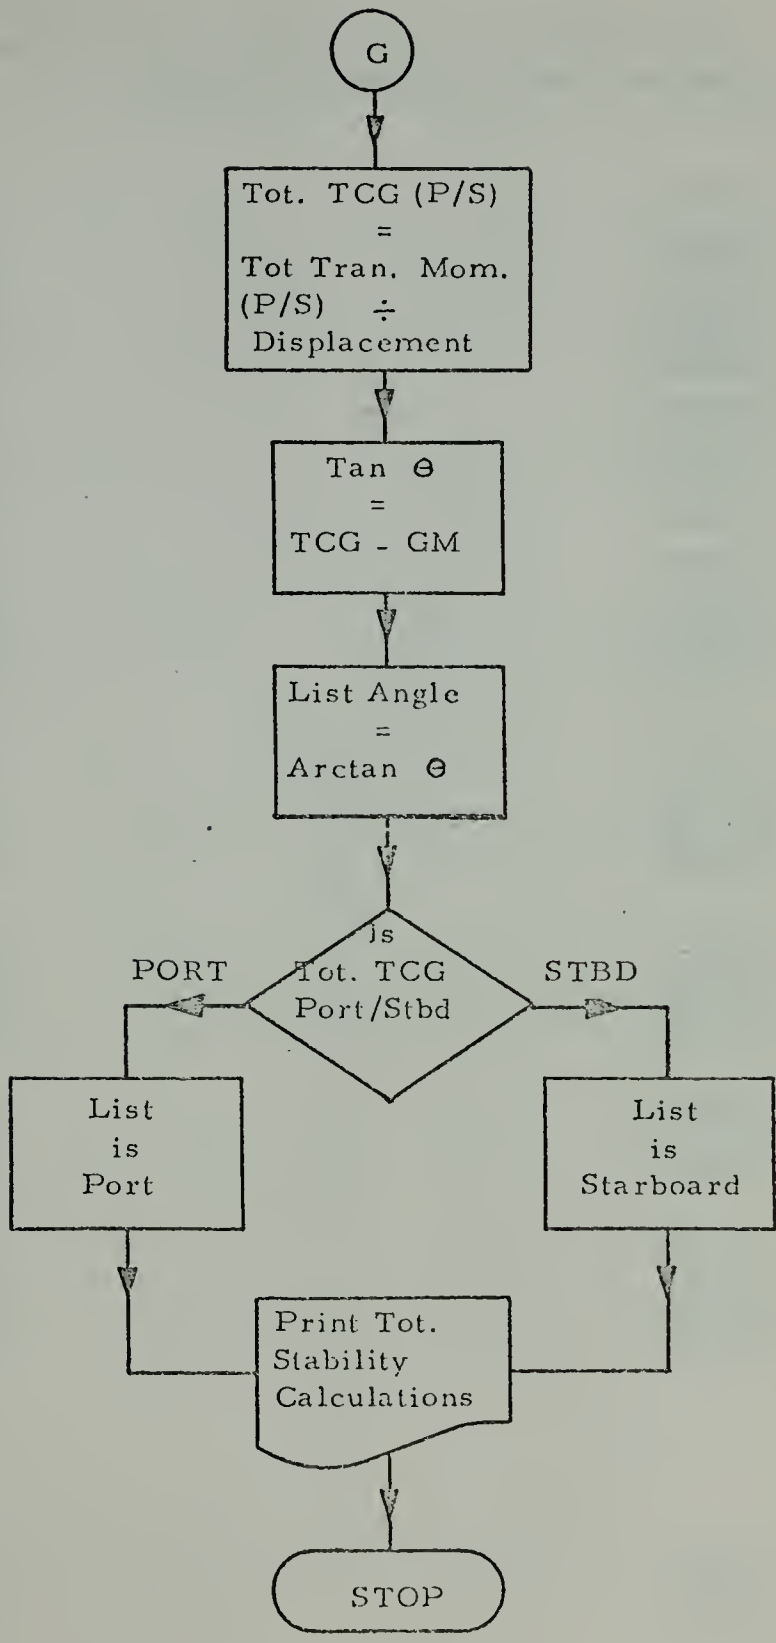 G
Tot. TCG (P/S)
=
Tot Tran. Mom.
(P/S) ÷
Displacement
Tan Θ
=
TCG - GM
List Angle
=
Arctan Θ
is
Tot. TCG
Port/Stbd
PORT
STBD
List
is
Port
List
is
Starboard
Print Tot.
Stability
Calculations
STOP